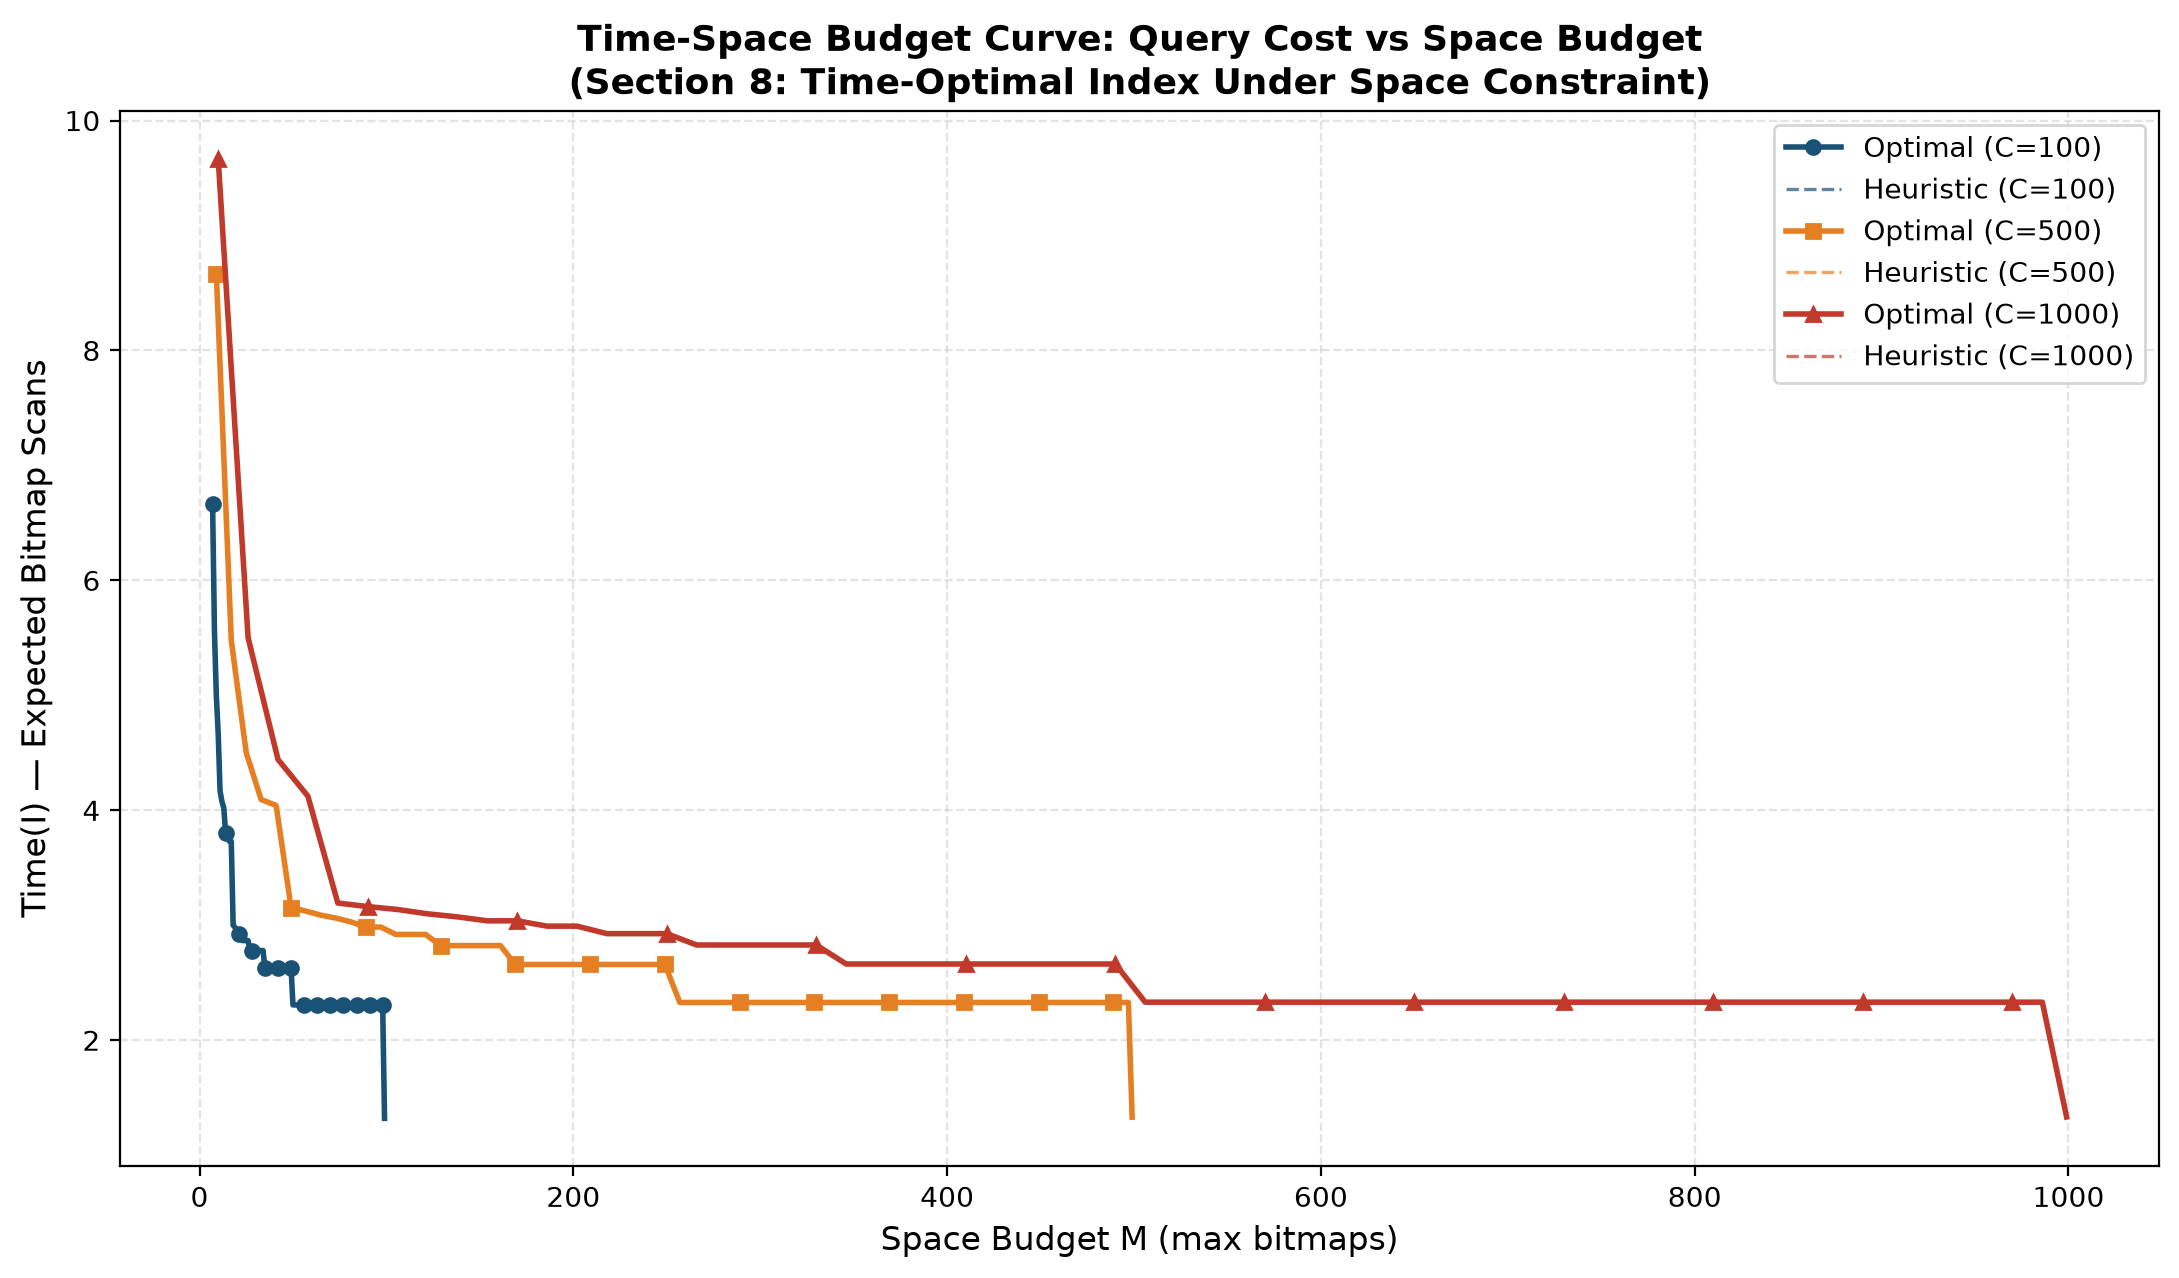 Time-Space Budget Curve: Query Cost vs Space Budget
(Section 8: Time-Optimal Index Under Space Constraint)
Time(I) — Expected Bitmap Scans
10
8
6
4
2
Optimal (C=100)
Heuristic (C=100)
Optimal (C=500)
Heuristic (C=500)
Optimal (C=1000)
Heuristic (C=1000)
0 200 400 600 800 1000
Space Budget M (max bitmaps)